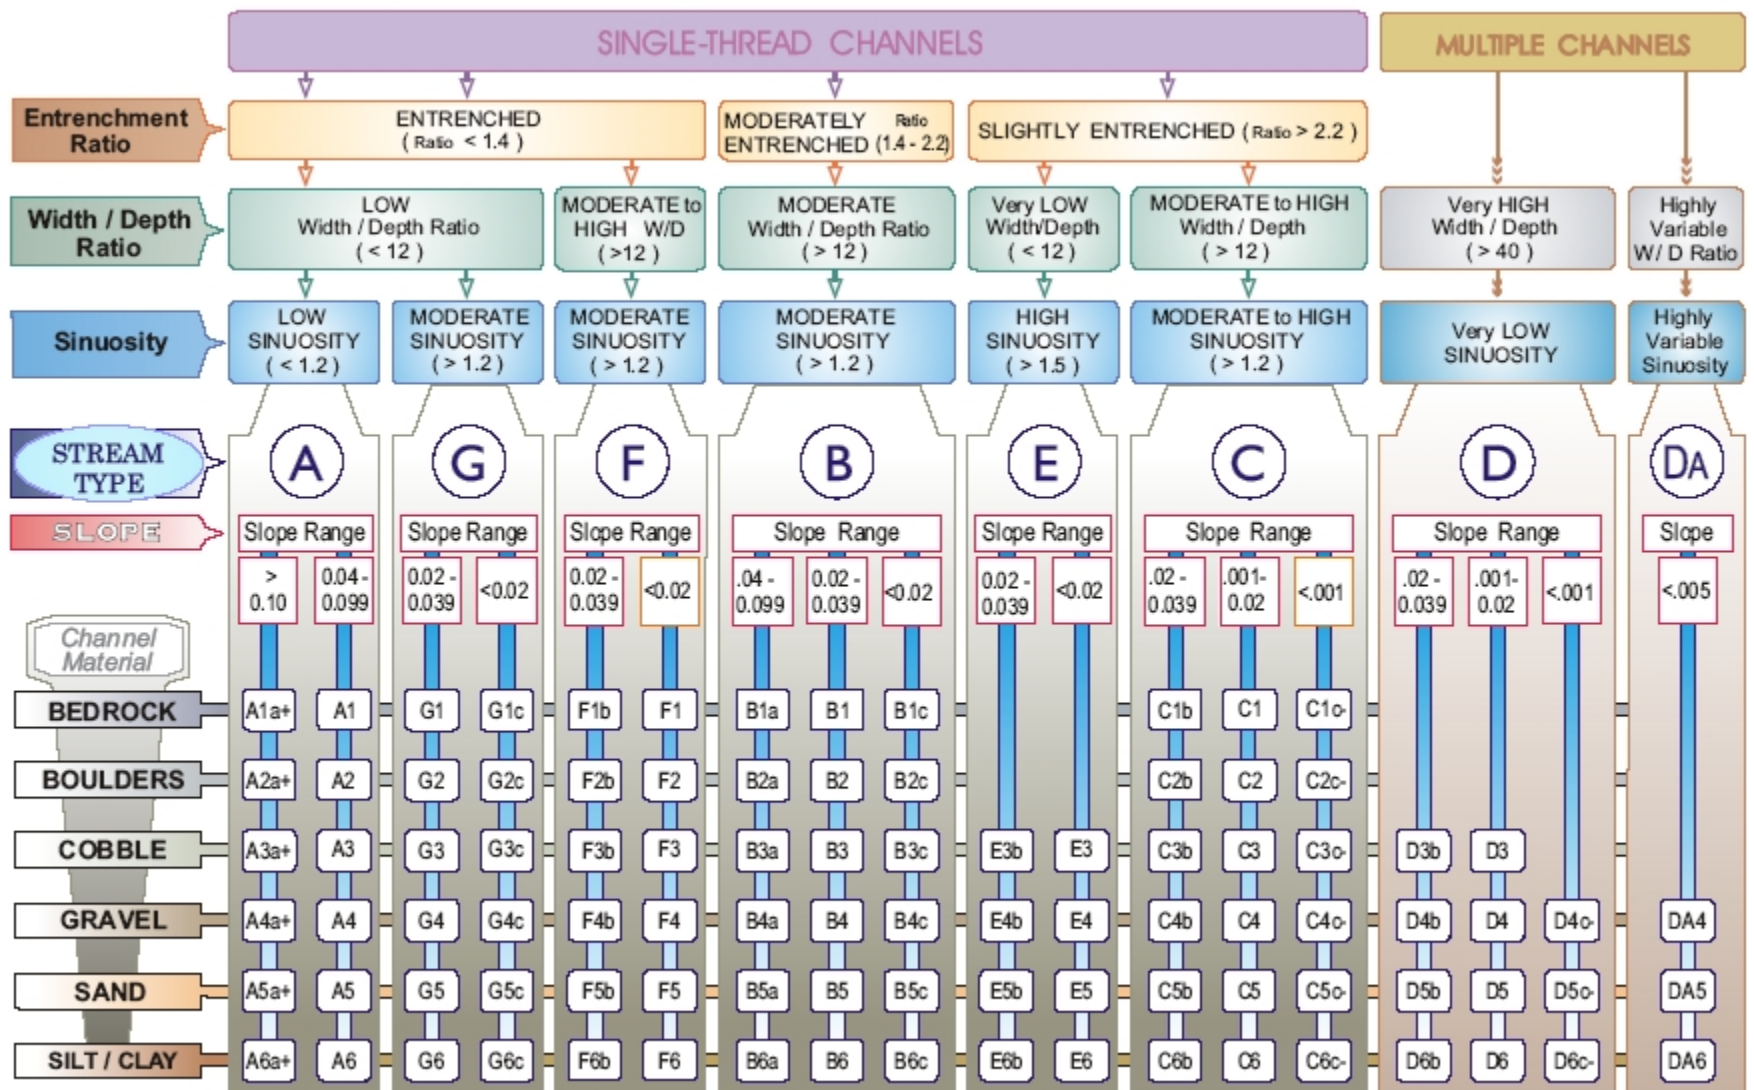 SINGLE-THREAD CHANNELS
MULTIPLE CHANNELS
Entrenchment
Ratio
ENTRENCHED
( Ratio < 1.4 )
MODERATELY Ratio
ENTRENCHED (1.4 - 2.2)
SLIGHTLY ENTRENCHED ( Ratio > 2.2 )
Width / Depth
Ratio
LOW
Width / Depth Ratio
( < 12 )
MODERATE to
HIGH W/D
( >12 )
MODERATE
Width / Depth Ratio
( > 12 )
Very LOW
Width/Depth
( < 12 )
MODERATE to HIGH
Width / Depth
( > 12 )
Very HIGH
Width / Depth
( > 40 )
Highly
Variable
W/ D Ratio
Sinuosity
LOW
SINUOSITY
( < 1.2 )
MODERATE
SINUOSITY
( > 1.2 )
MODERATE
SINUOSITY
( > 1.2 )
MODERATE
SINUOSITY
( > 1.2 )
HIGH
SINUOSITY
( > 1.5 )
MODERATE to HIGH
SINUOSITY
( > 1.2 )
Very LOW
SINUOSITY
Highly
Variable
Sinuosity
STREAM
TYPE
A G F B E C D DA
SLOPE
Slope Range Slope Range Slope Range Slope Range Slope Range Slope Range Slope Range Slope
>
0.10
0.04 -
0.099
0.02 -
0.039
<0.02
0.02 -
0.039
<0.02
.04 -
0.099
0.02 -
0.039
<0.02
0.02 -
0.039
<0.02
.02 -
0.039
.001-
0.02
<.001
.02 -
0.039
.001-
0.02
<.001
<.005
Channel
Material
BEDROCK A1a+ A1 G1 G1c F1b F1 B1a B1 B1c C1b C1 C1c-
BOULDERS A2a+ A2 G2 G2c F2b F2 B2a B2 B2c C2b C2 C2c-
COBBLE A3a+ A3 G3 G3c F3b F3 B3a B3 B3c E3b E3 C3b C3 C3c- D3b D3
GRAVEL A4a+ A4 G4 G4c F4b F4 B4a B4 B4c E4b E4 C4b C4 C4c- D4b D4 D4c- DA4
SAND A5a+ A5 G5 G5c F5b F5 B5a B5 B5c E5b E5 C5b C5 C5c- D5b D5 D5c- DA5
SILT / CLAY A6a+ A6 G6 G6c F6b F6 B6a B6 B6c E6b E6 C6b C6 C6c- D6b D6 D6c- DA6